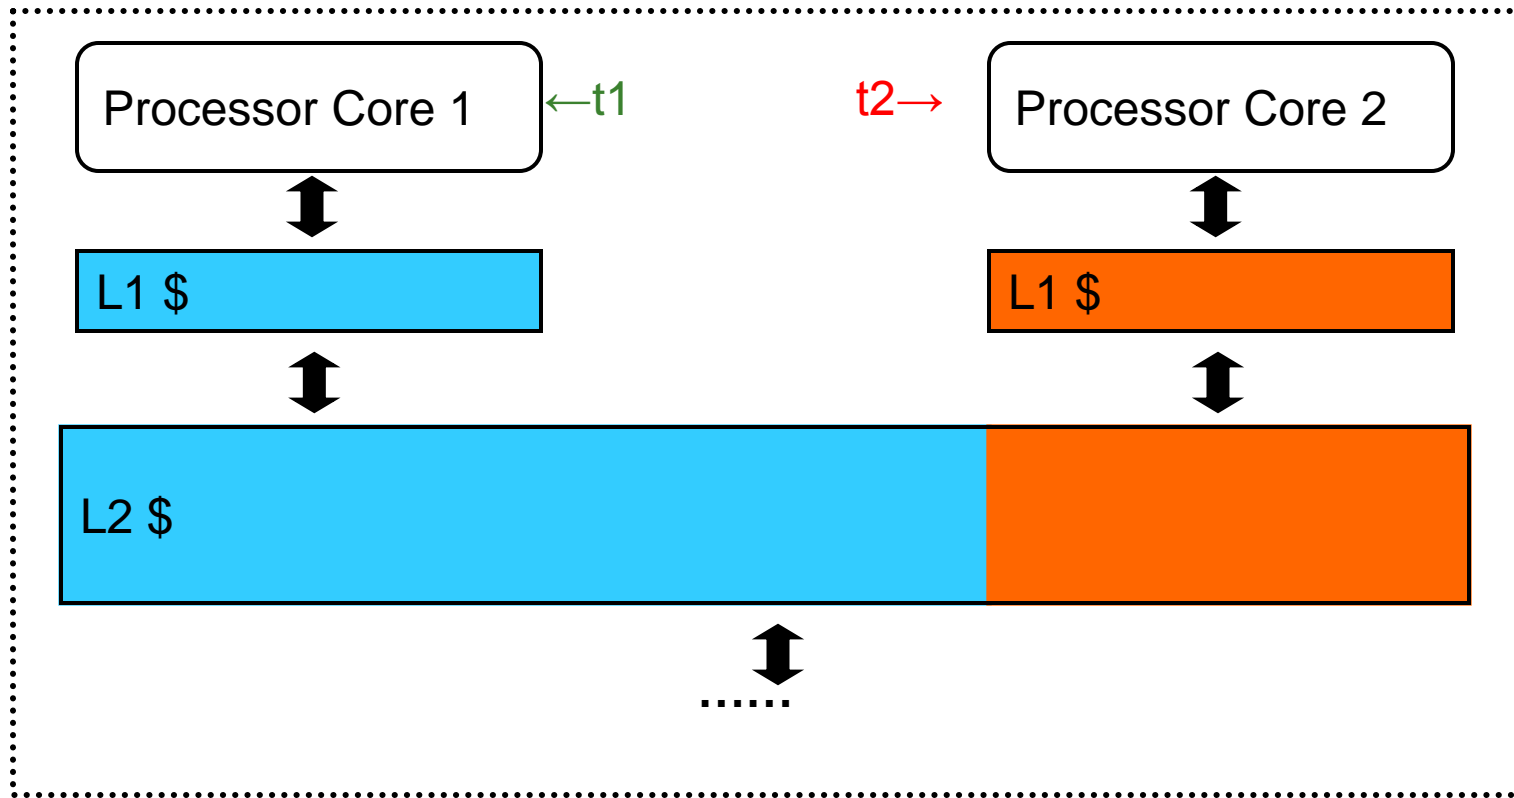 Processor Core 1
←t1
t2→
Processor Core 2
L1 $
L1 $
L2 $
......